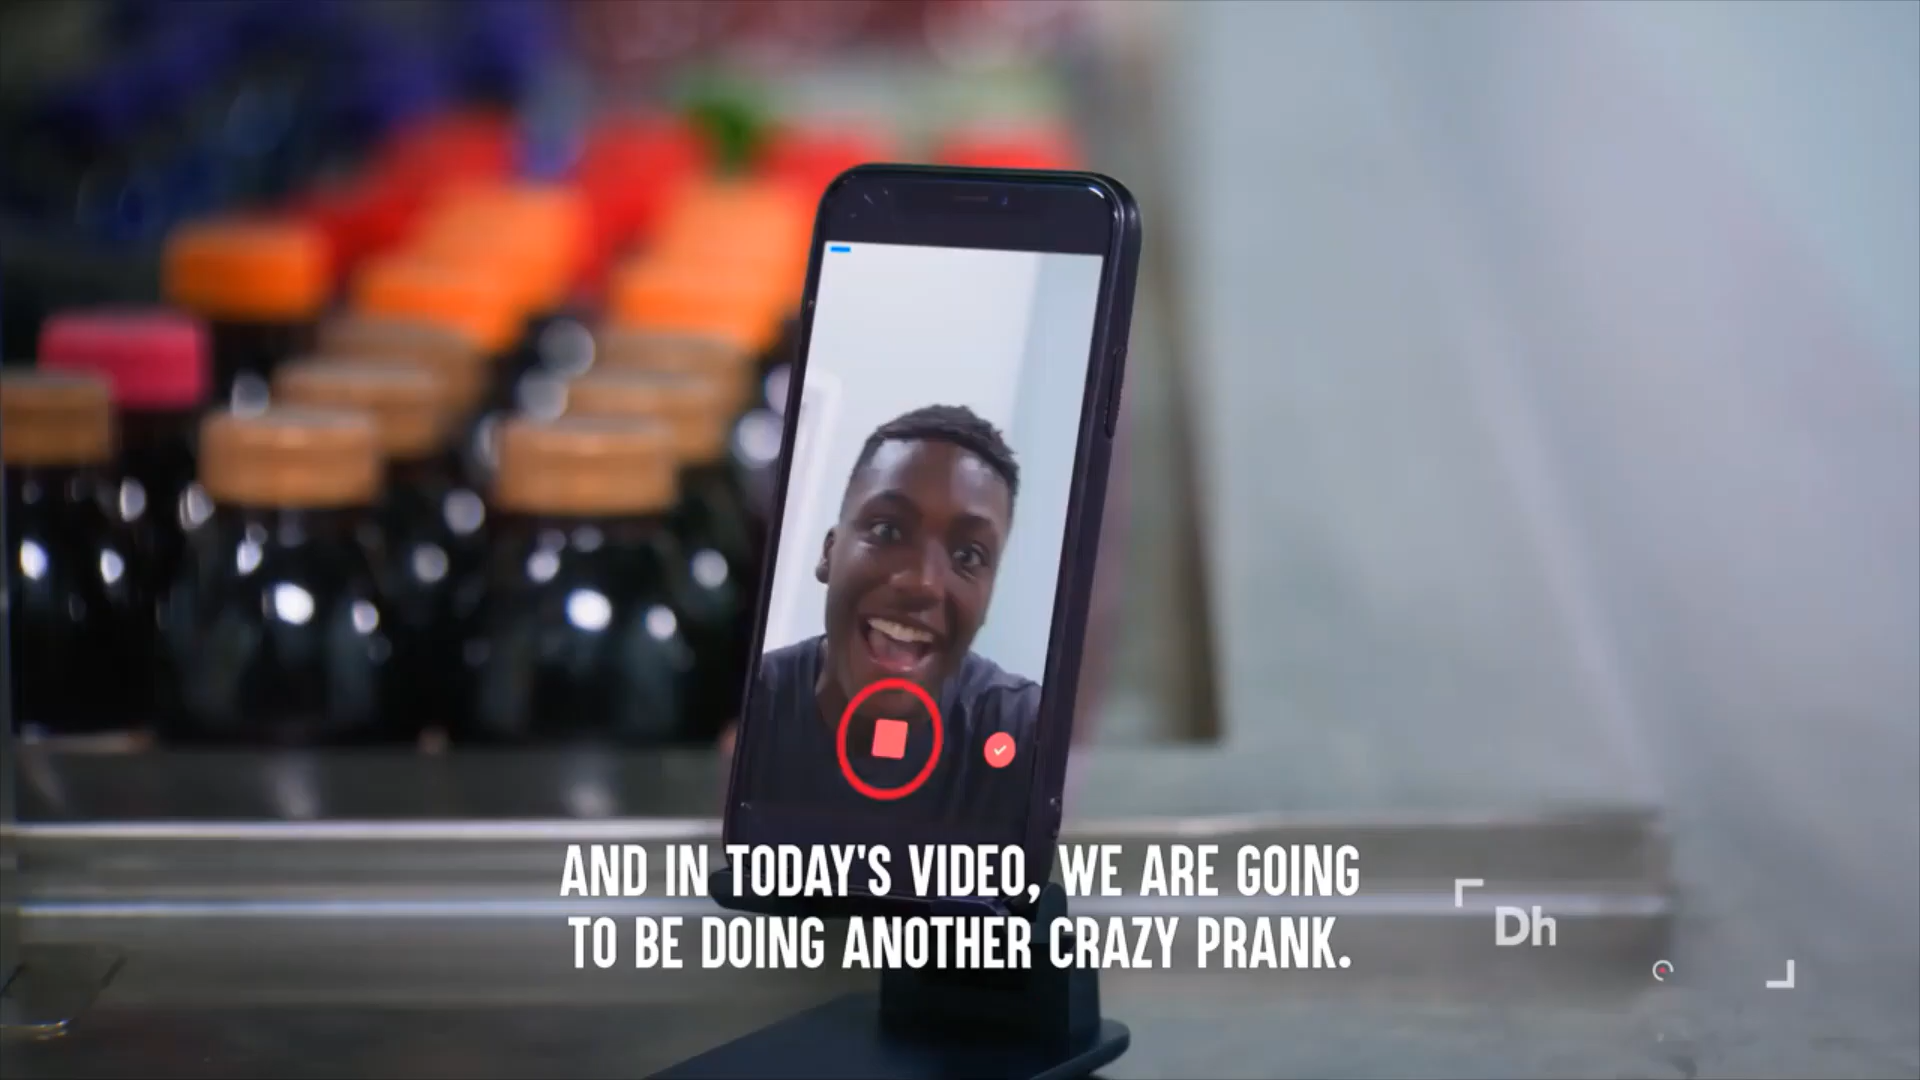 AND IN TODAY'S VIDEO, WE ARE GOING
TO BE DOING ANOTHER CRAZY PRANK.
Dh